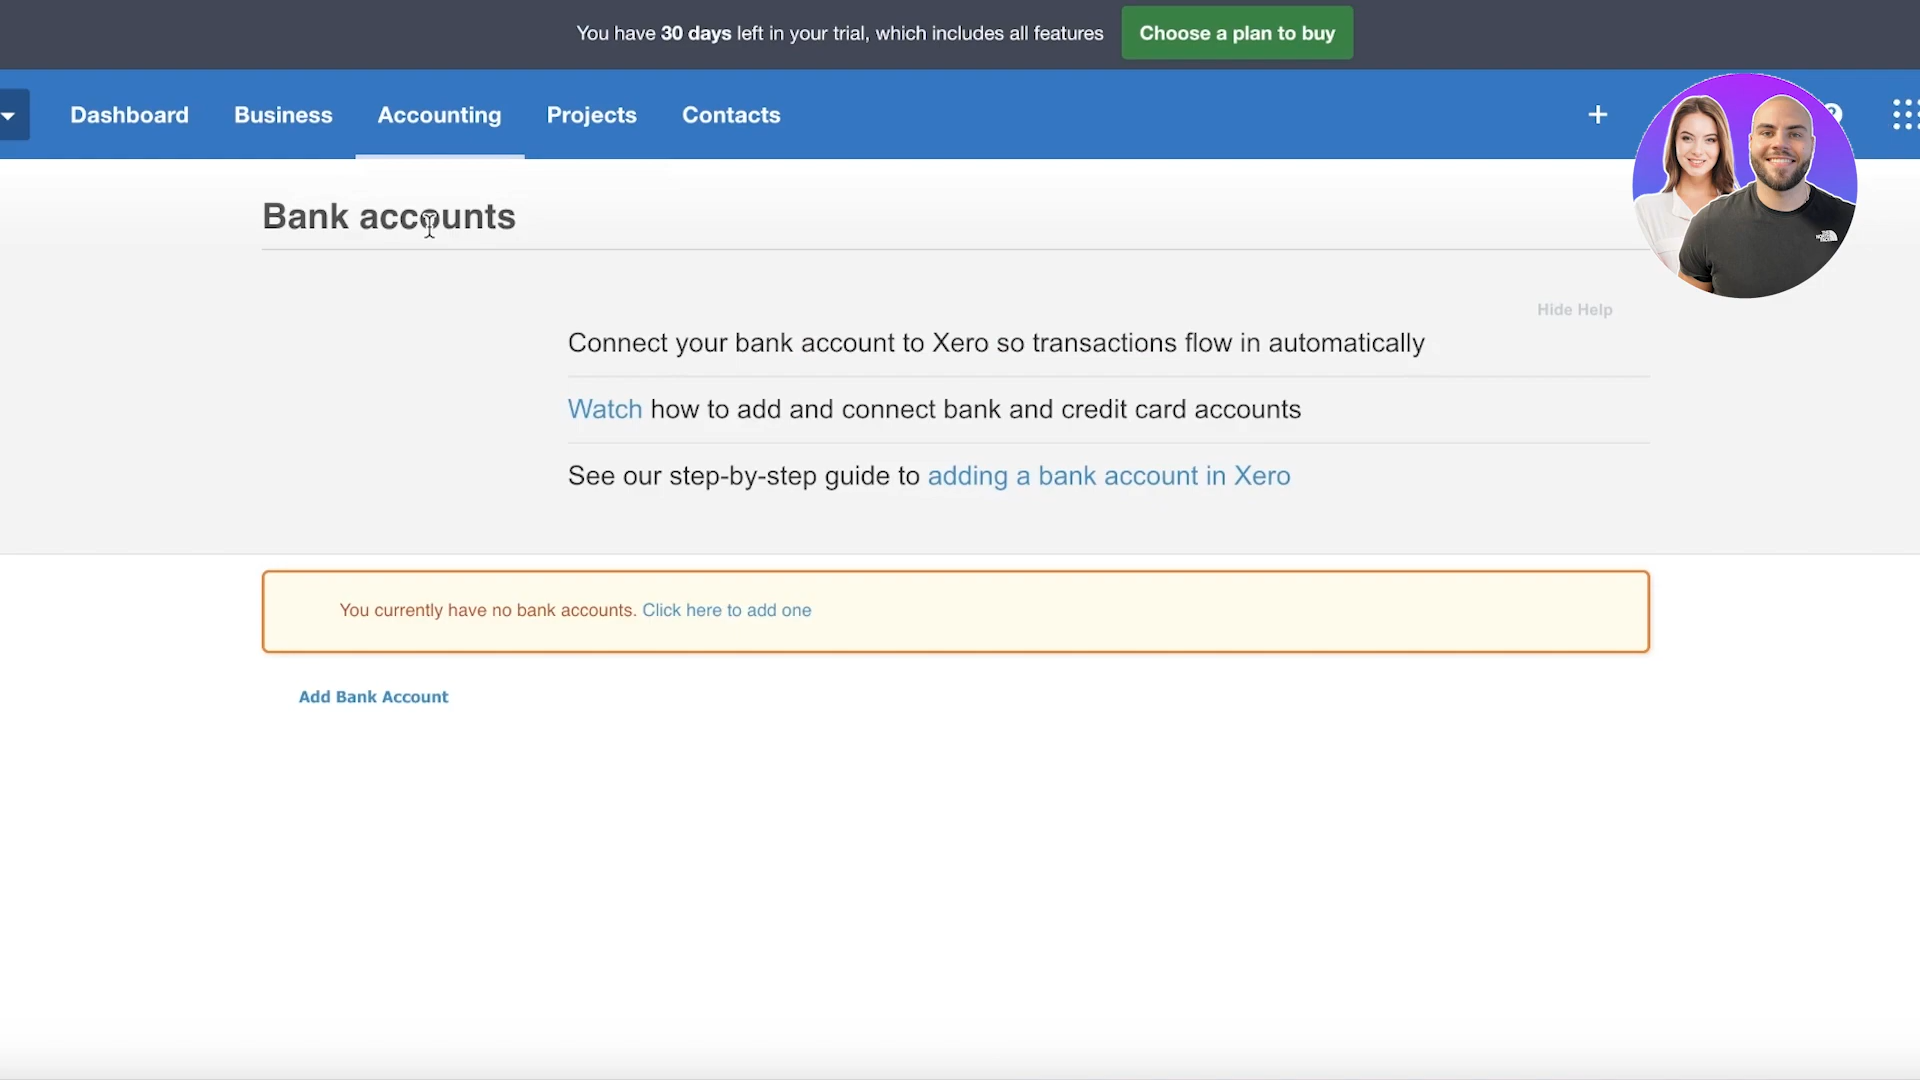 You have 30 days left in your trial, which includes all features
Choose a plan to buy
Dashboard
Business
Accounting
Projects
Contacts
Bank accounts
Hide Help
Connect your bank account to Xero so transactions flow in automatically
Watch how to add and connect bank and credit card accounts
See our step-by-step guide to adding a bank account in Xero
You currently have no bank accounts. Click here to add one
Add Bank Account